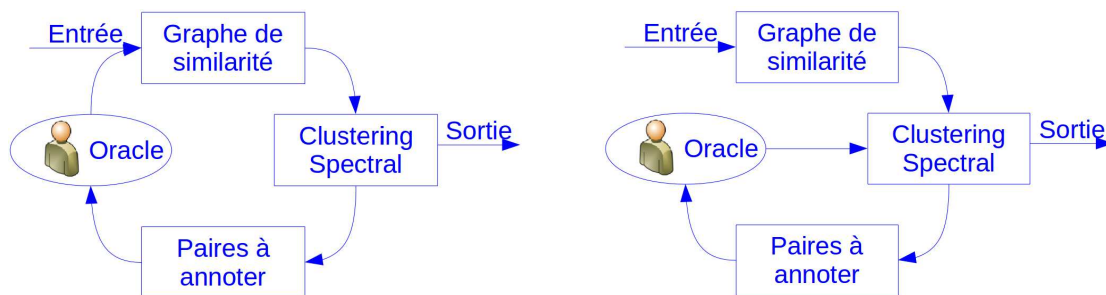 Entrée
Graphe de
similarité
Oracle
Clustering
Spectral
Sortie
Paires à
annoter
Entrée
Graphe de
similarité
Oracle
Clustering
Spectral
Sortie
Paires à
annoter